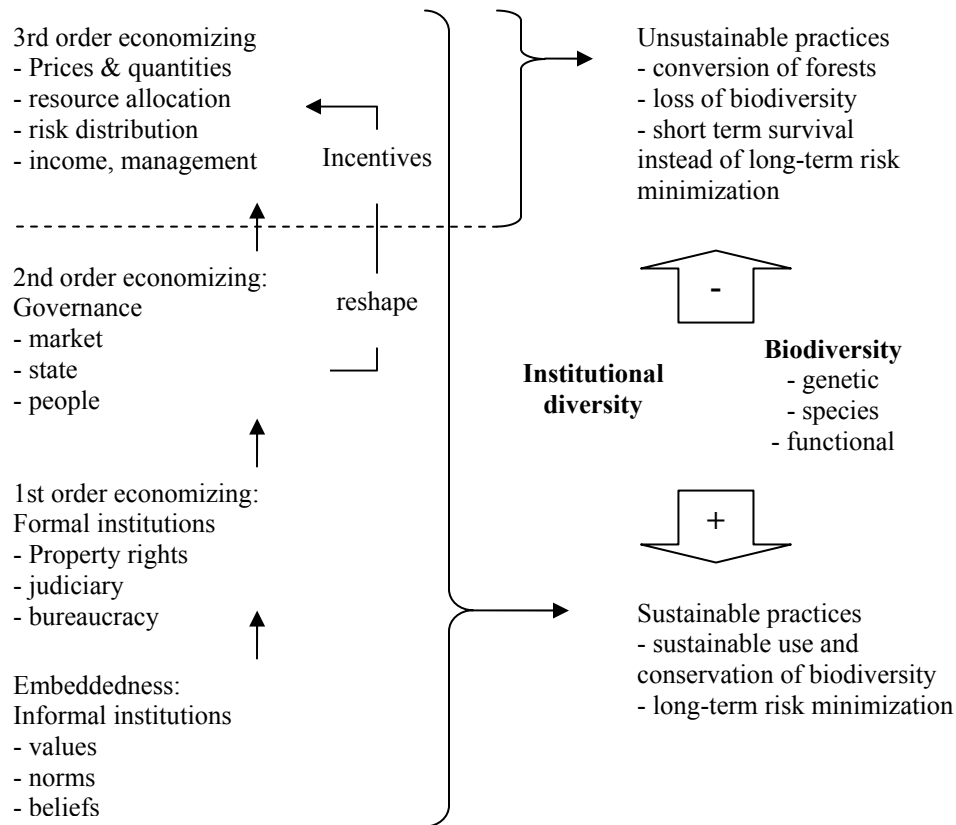 3rd order economizing
- Prices & quantities
- resource allocation
- risk distribution
- income, management
Incentives
2nd order economizing:
Governance
- market
- state
- people
reshape
1st order economizing:
Formal institutions
- Property rights
- judiciary
- bureaucracy
Embeddedness:
Informal institutions
- values
- norms
- beliefs
Unsustainable practices
- conversion of forests
- loss of biodiversity
- short term survival
instead of long-term risk
minimization
-
Institutional
diversity
Biodiversity
- genetic
- species
- functional
+
Sustainable practices
- sustainable use and
conservation of biodiversity
- long-term risk minimization